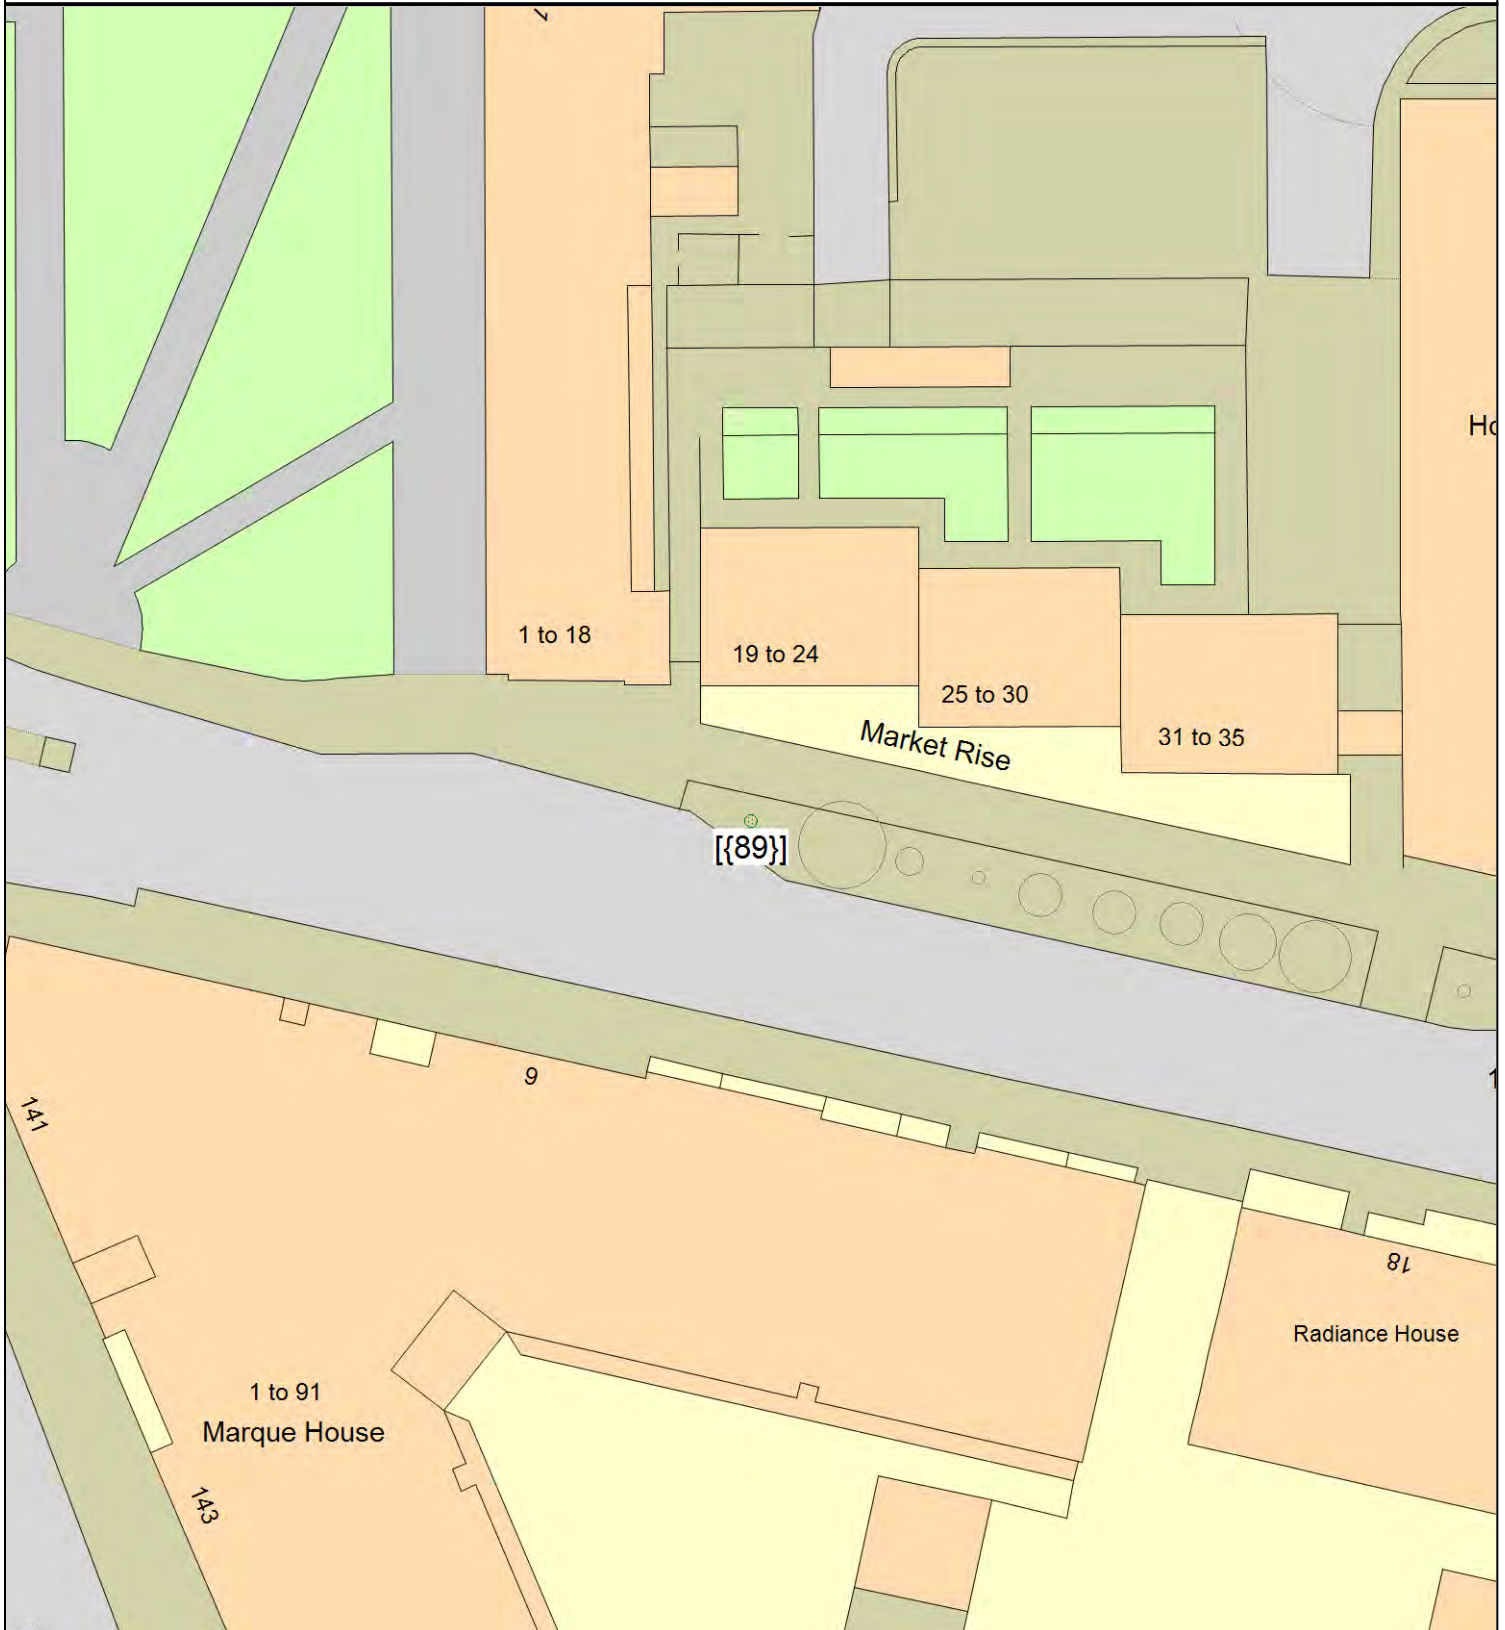 1 to 18
19 to 24
25 to 30
31 to 35
Market Rise
[{89}]
9
141
18
Radiance House
1 to 91
Marque House
143